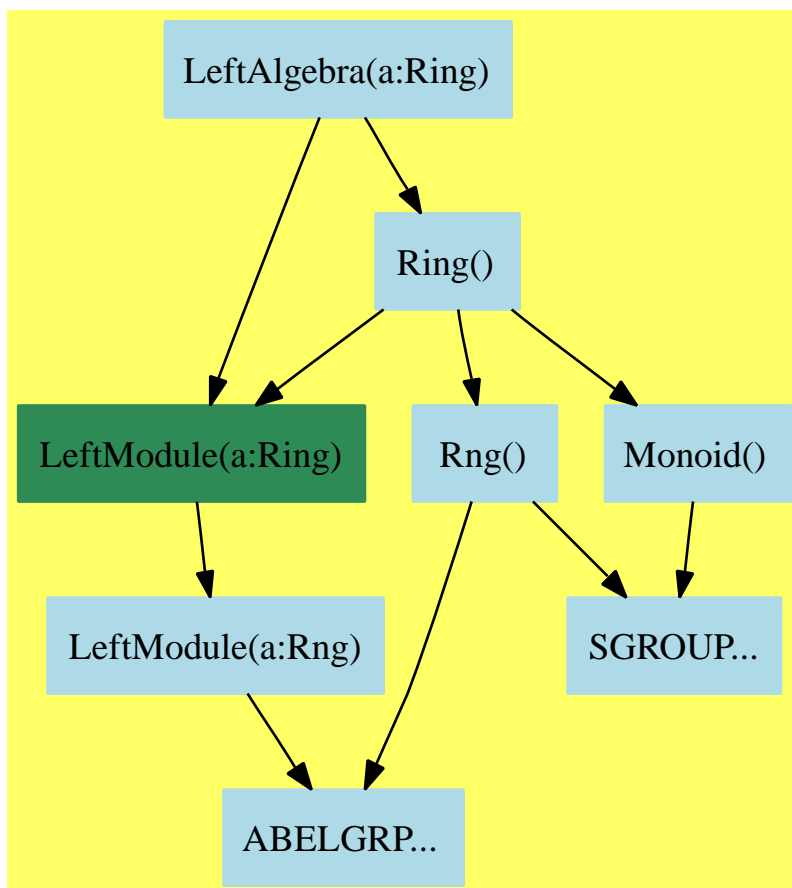 LeftAlgebra(a:Ring)
Ring()
LeftModule(a:Ring)
Rng()
Monoid()
LeftModule(a:Rng)
SGROUP...
ABELGRP...